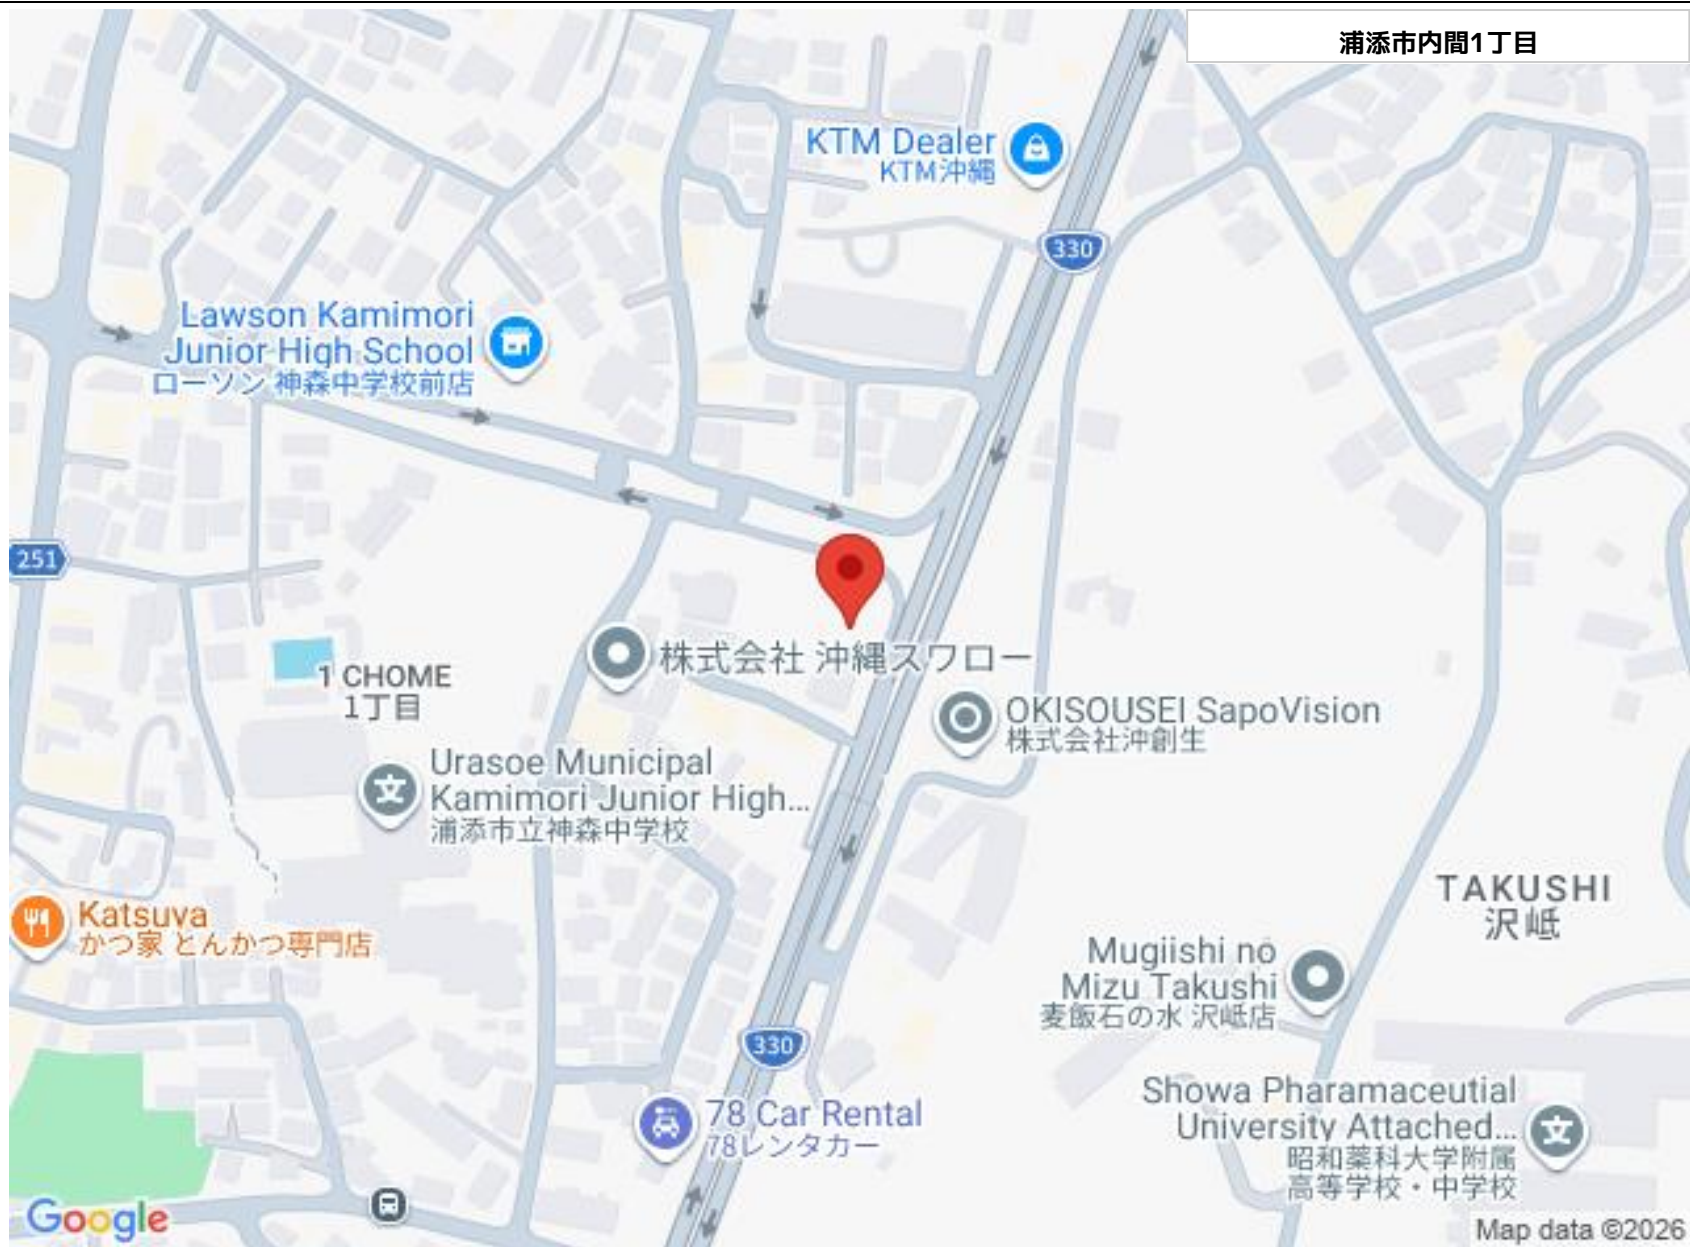 浦添市内間1丁目
KTM Dealer
KTM沖縄
330
Lawson Kamimori
Junior High School
ローソン 神森中学校前店
251
1 CHOME
1丁目
株式会社 沖縄スワロー
OKISOUSEI SapoVision
株式会社沖創生
Urasoe Municipal
Kamimori Junior High...
浦添市立神森中学校
TAKUSHI
沢岻
Katsuya
かつ家 とんかつ専門店
Mugiishi no
Mizu Takushi
麦飯石の水 沢岻店
330
78 Car Rental
78レンタカー
Showa Pharamaceutial
University Attached...
昭和薬科大学附属
高等学校・中学校
Google
Map data ©2026